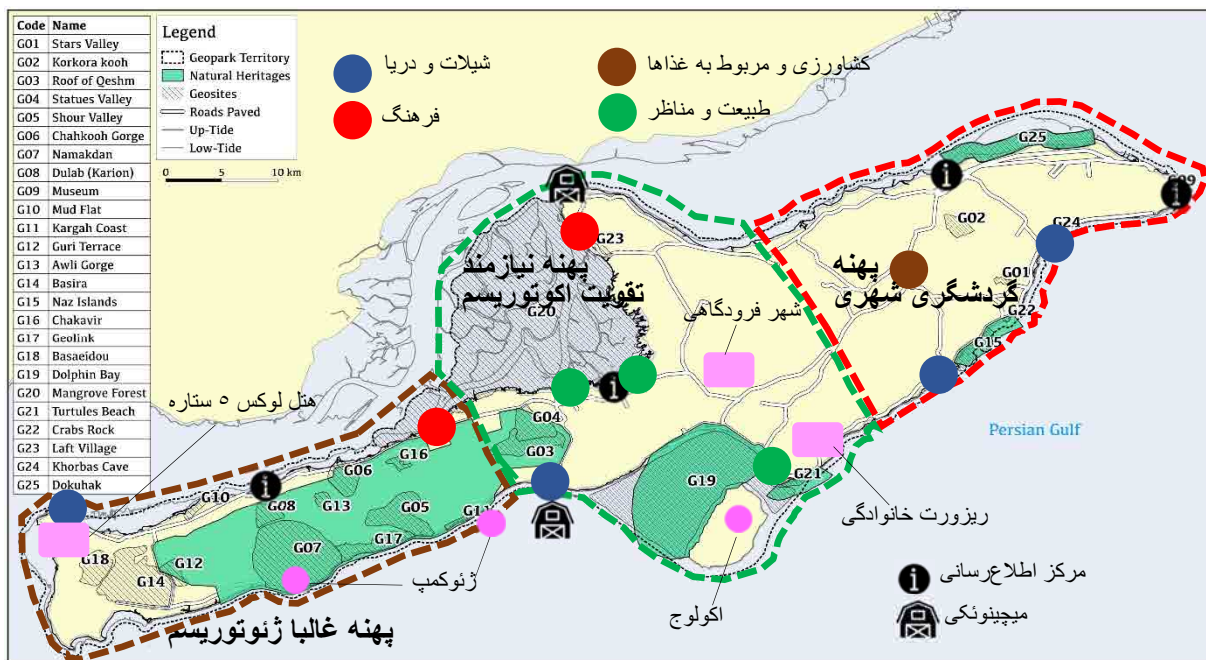 Code Name
G01 Stars Valley
G02 Korkora kooh
G03 Roof of Qeshm
G04 Statues Valley
G05 Shour Valley
G06 Chahkooh Gorge
G07 Namakdan
G08 Dulab (Karion)
G09 Museum
G10 Mud Flat
G11 Kargah Coast
G12 Guri Terrace
G13 Awli Gorge
G14 Basira
G15 Naz Islands
G16 Chakavir
G17 Geolink
G18 Basaeidou
G19 Dolphin Bay
G20 Mangrove Forest
G21 Turtules Beach
G22 Crabs Rock
G23 Laft Village
G24 Khorbas Cave
G25 Dokuhak
Legend
Geopark Territory
Natural Heritages
Geosites
Roads Paved
Up-Tide
Low-Tide
0 5 10 km
شیلات و دریا
کشاورزی و مربوط به غذاها
فرهنگ
طبیعت و مناظر
G25
G09
G02
G24
G23
پهنه نیازمند
تقویت اکوتوریسم
پهنه
گردشگری شهری
G01
G20
شهر فرودگاهی
G22
G15
هتل لوکس ۵ ستاره
Persian Gulf
G04
G16
G03
G06
G19
G21
G10
G08
G13
G05
G11
ریزورت خانوادگی
G07
G17
G18
G12
G14
ژئوکمپ
اکولوج
مرکز اطلاع‌رسانی
میچینوئکی
پهنه غالبا ژئوتوریسم